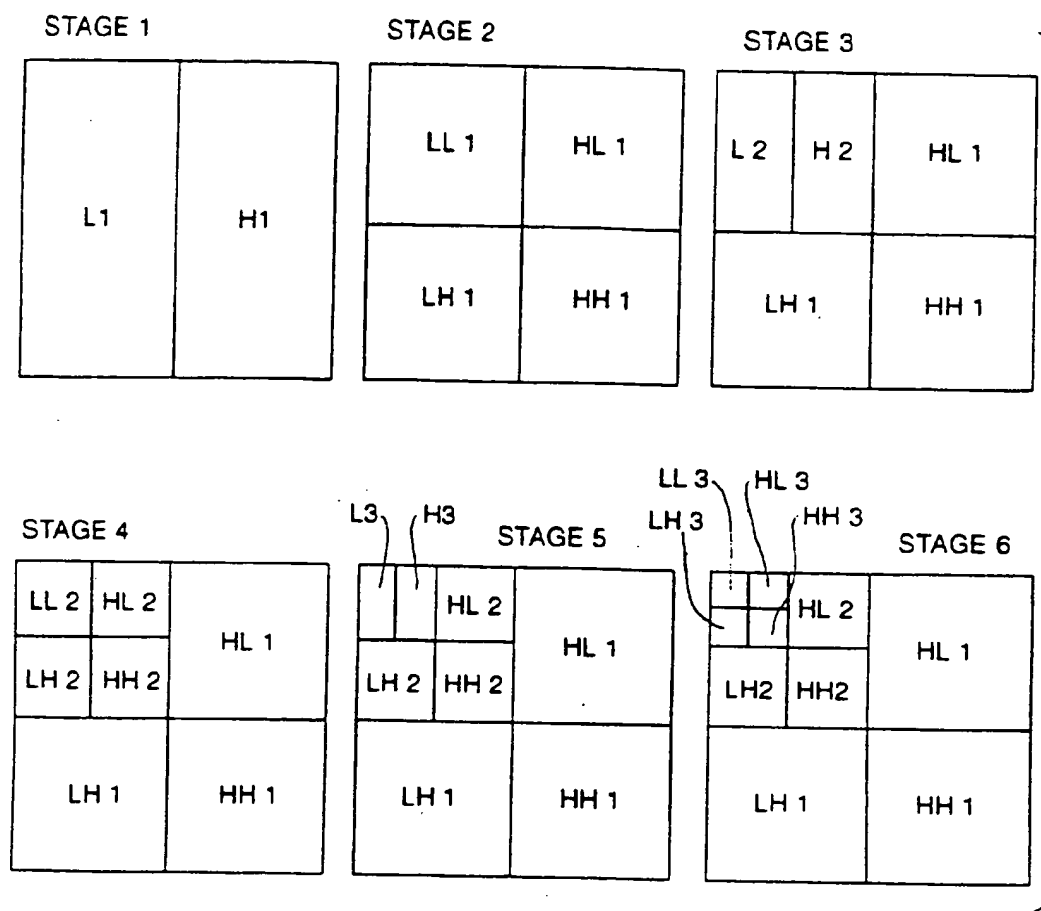 STAGE 1
L1
H1
STAGE 2
LL 1
HL 1
LH 1
HH 1
STAGE 3
L 2
H 2
HL 1
LH 1
HH 1
STAGE 4
LL 2
HL 2
HL 1
LH 2
HH 2
LH 1
HH 1
L3
H3
STAGE 5
HL 2
HL 1
LH 2
HH 2
LH 1
HH 1
LL 3
HL 3
LH 3
HH 3
STAGE 6
HL 2
HL 1
LH2
HH2
LH 1
HH 1